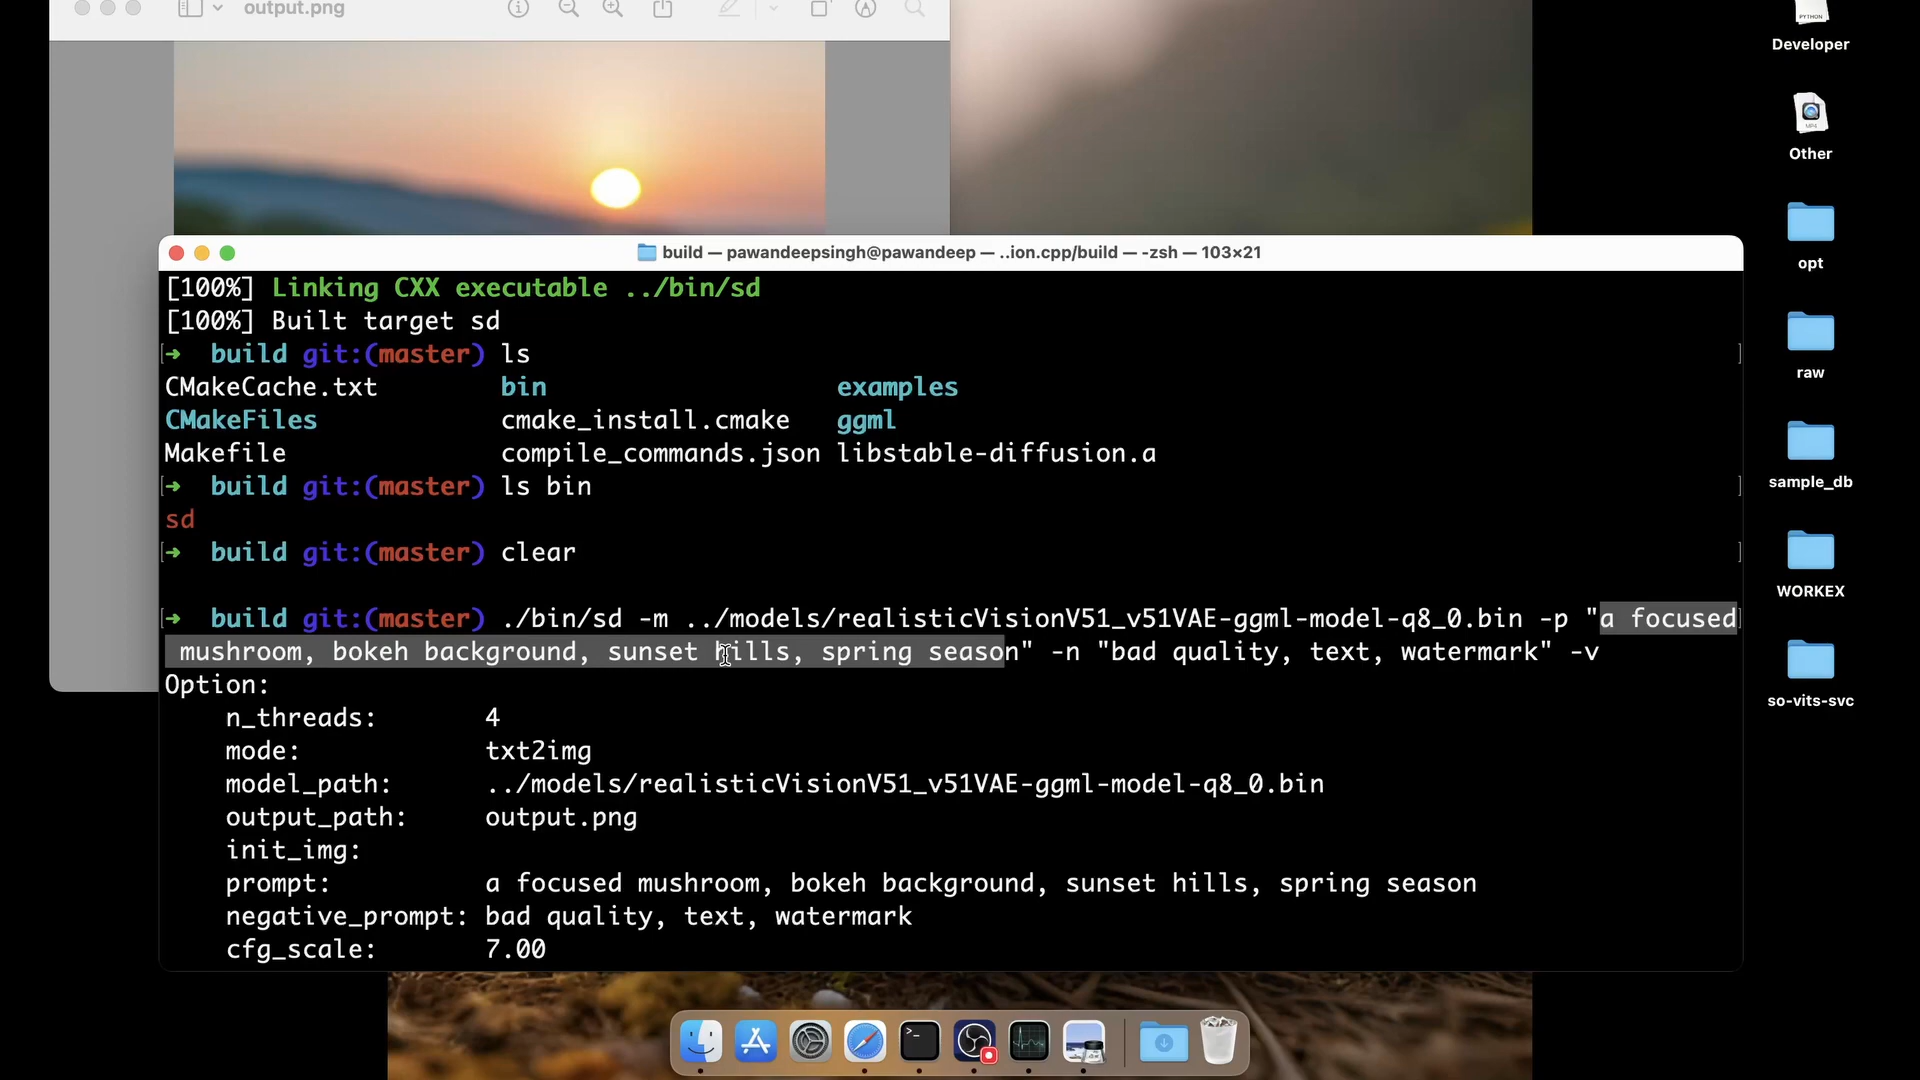 output.png
Developer
Other
opt
raw
sample_db
WORKEX
so-vits-svc
build — pawandeepsingh@pawandeep — ..ion.cpp/build — -zsh — 103×21
[100%] Linking CXX executable ../bin/sd
[100%] Built target sd
➜ build git:(master) ls
CMakeCache.txt bin examples
CMakeFiles cmake_install.cmake ggml
Makefile compile_commands.json libstable-diffusion.a
➜ build git:(master) ls bin
sd
➜ build git:(master) clear
➜ build git:(master) ./bin/sd -m ../models/realisticVisionV51_v51VAE-ggml-model-q8_0.bin -p "a focused
mushroom, bokeh background, sunset hills, spring season" -n "bad quality, text, watermark" -v
Option:
n_threads: 4
mode: txt2img
model_path: ../models/realisticVisionV51_v51VAE-ggml-model-q8_0.bin
output_path: output.png
init_img:
prompt: a focused mushroom, bokeh background, sunset hills, spring season
negative_prompt: bad quality, text, watermark
cfg_scale: 7.00